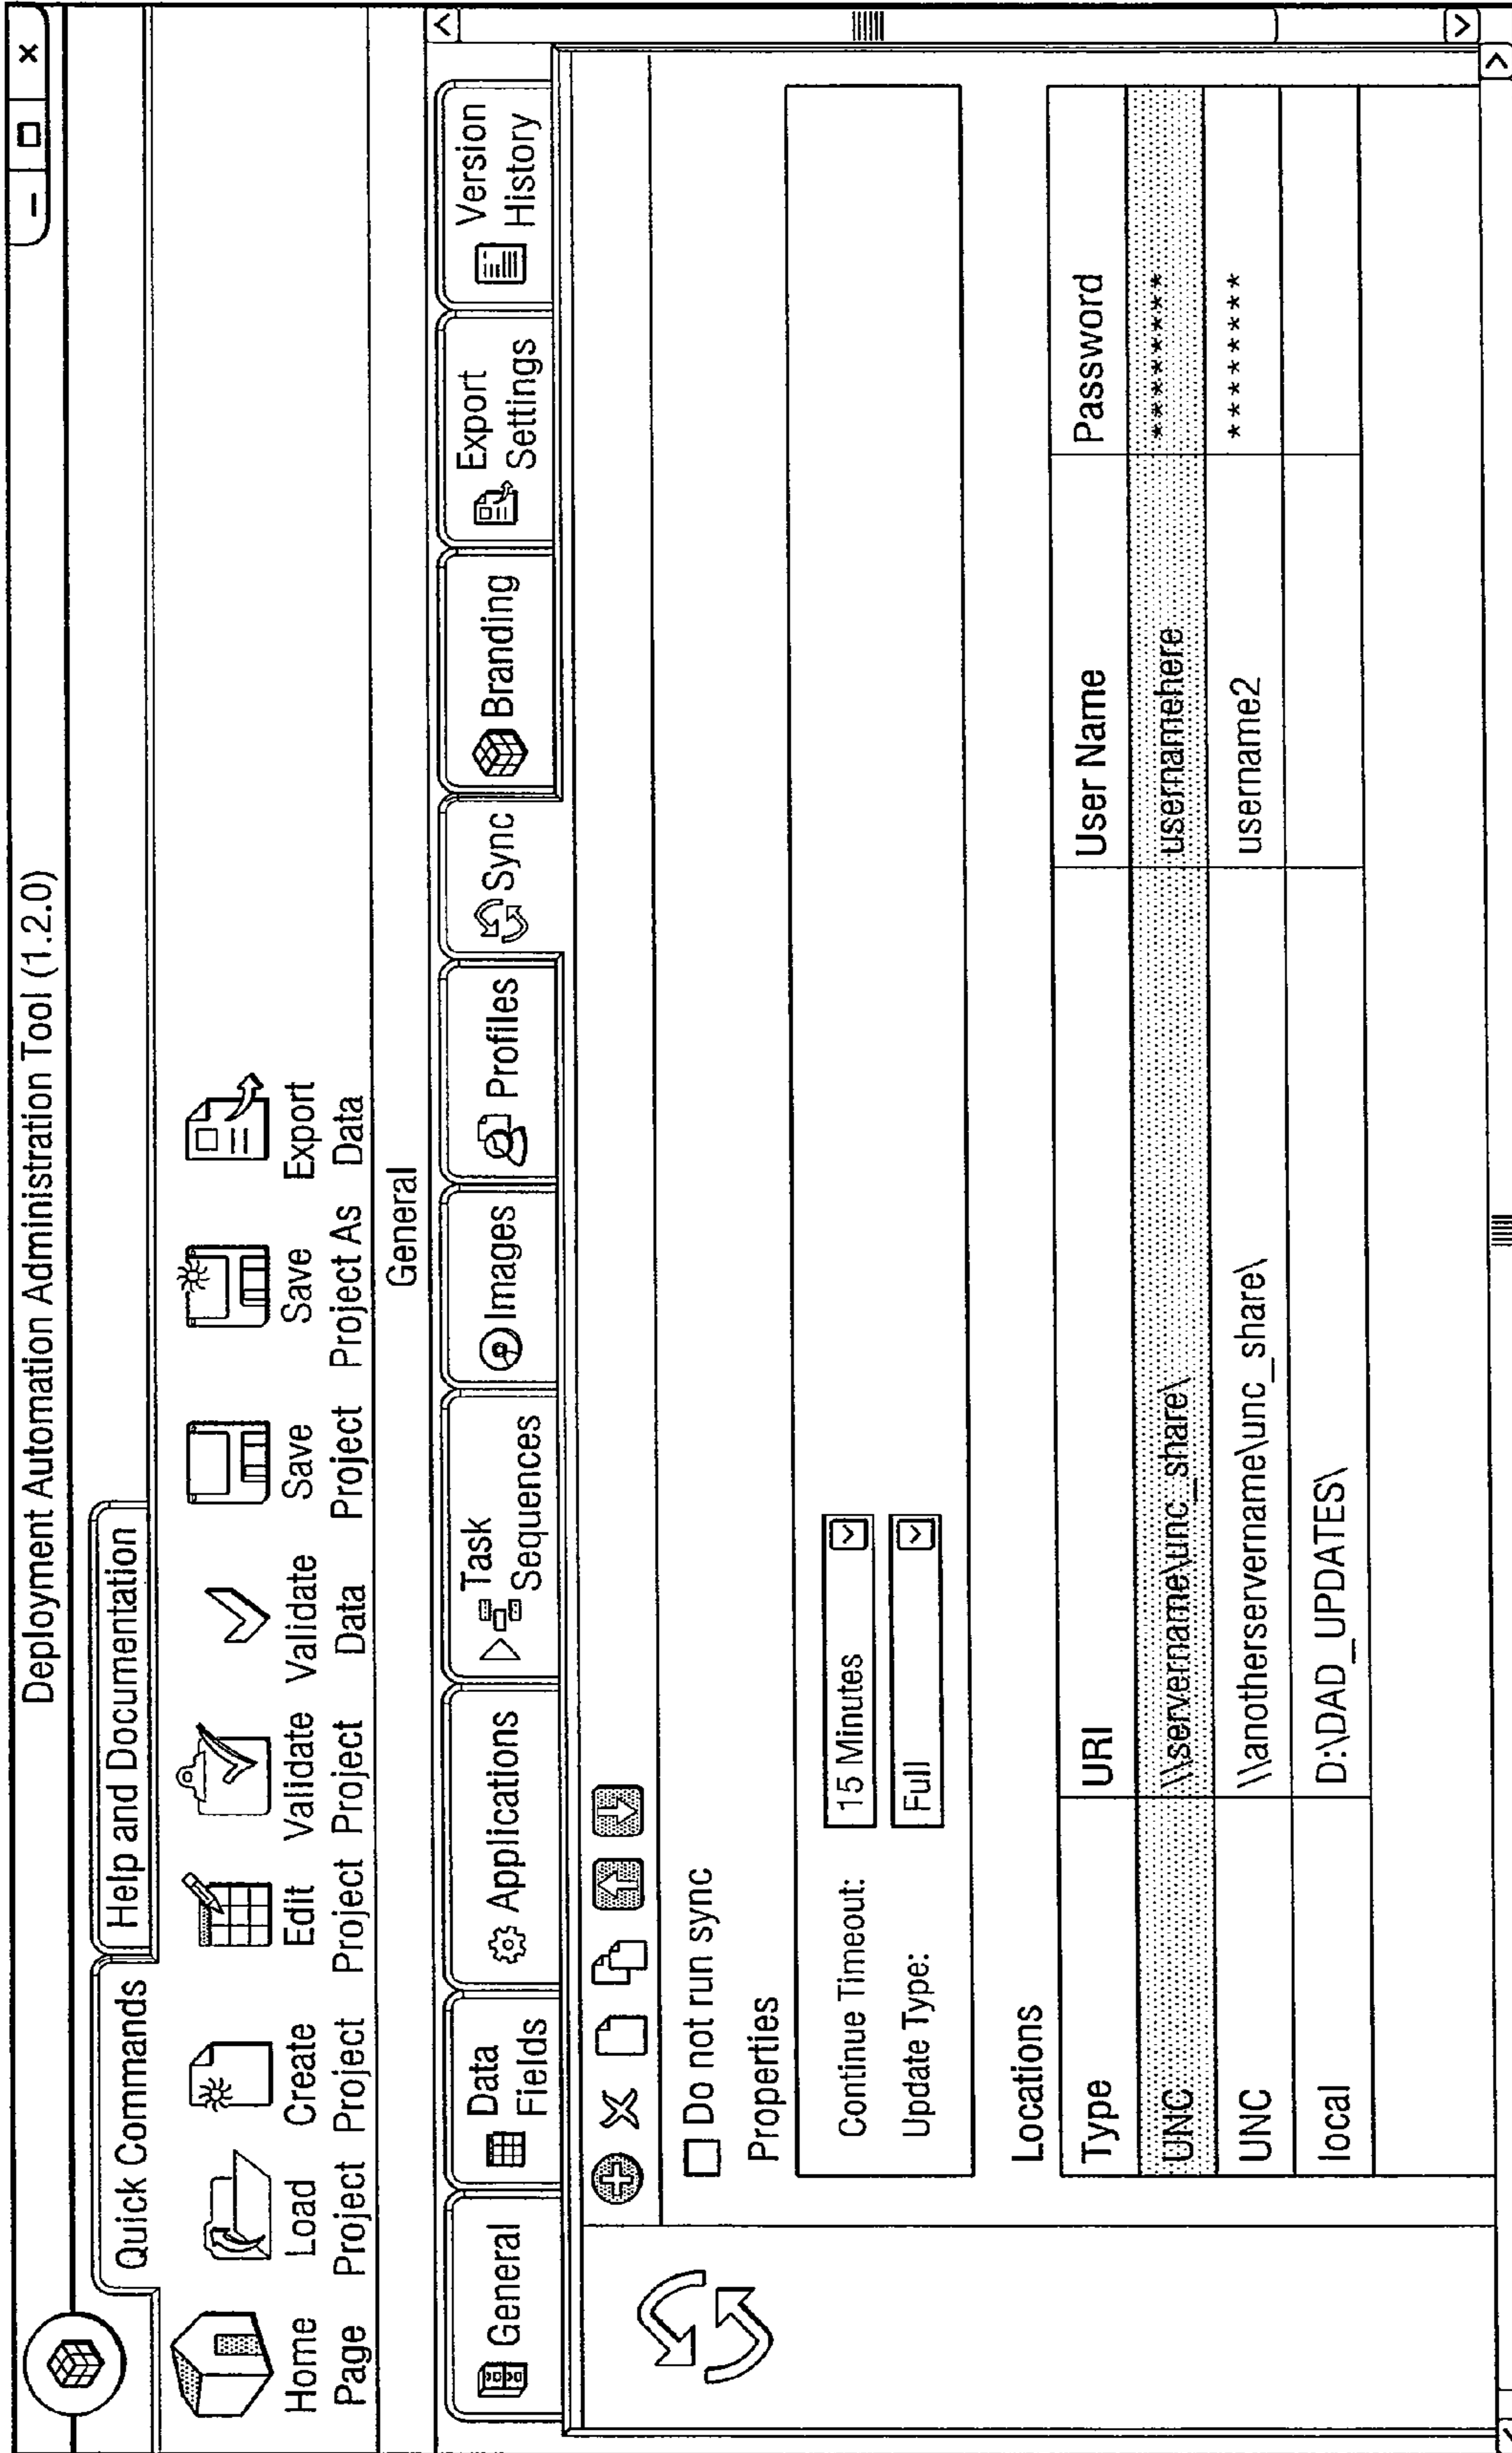 Deployment Automation Administration Tool (1.2.0)
Quick Commands
Help and Documentation
Home Page
Load Project
Create Project
Edit Project
Validate Project
Validate Data
Save Project
Save Project As
Export Data
General
General
Data Fields
Applications
Task Sequences
Images
Profiles
Sync
Branding
Export Settings
Version History
Do not run sync
Properties
Continue Timeout: 15 Minutes
Update Type: Full
Locations
Type URI User Name Password
UNC \\servername\unc_share\ usernamehere ********
UNC \\anotherservername\unc_share\ username2 ********
local D:\DAD_UPDATES\